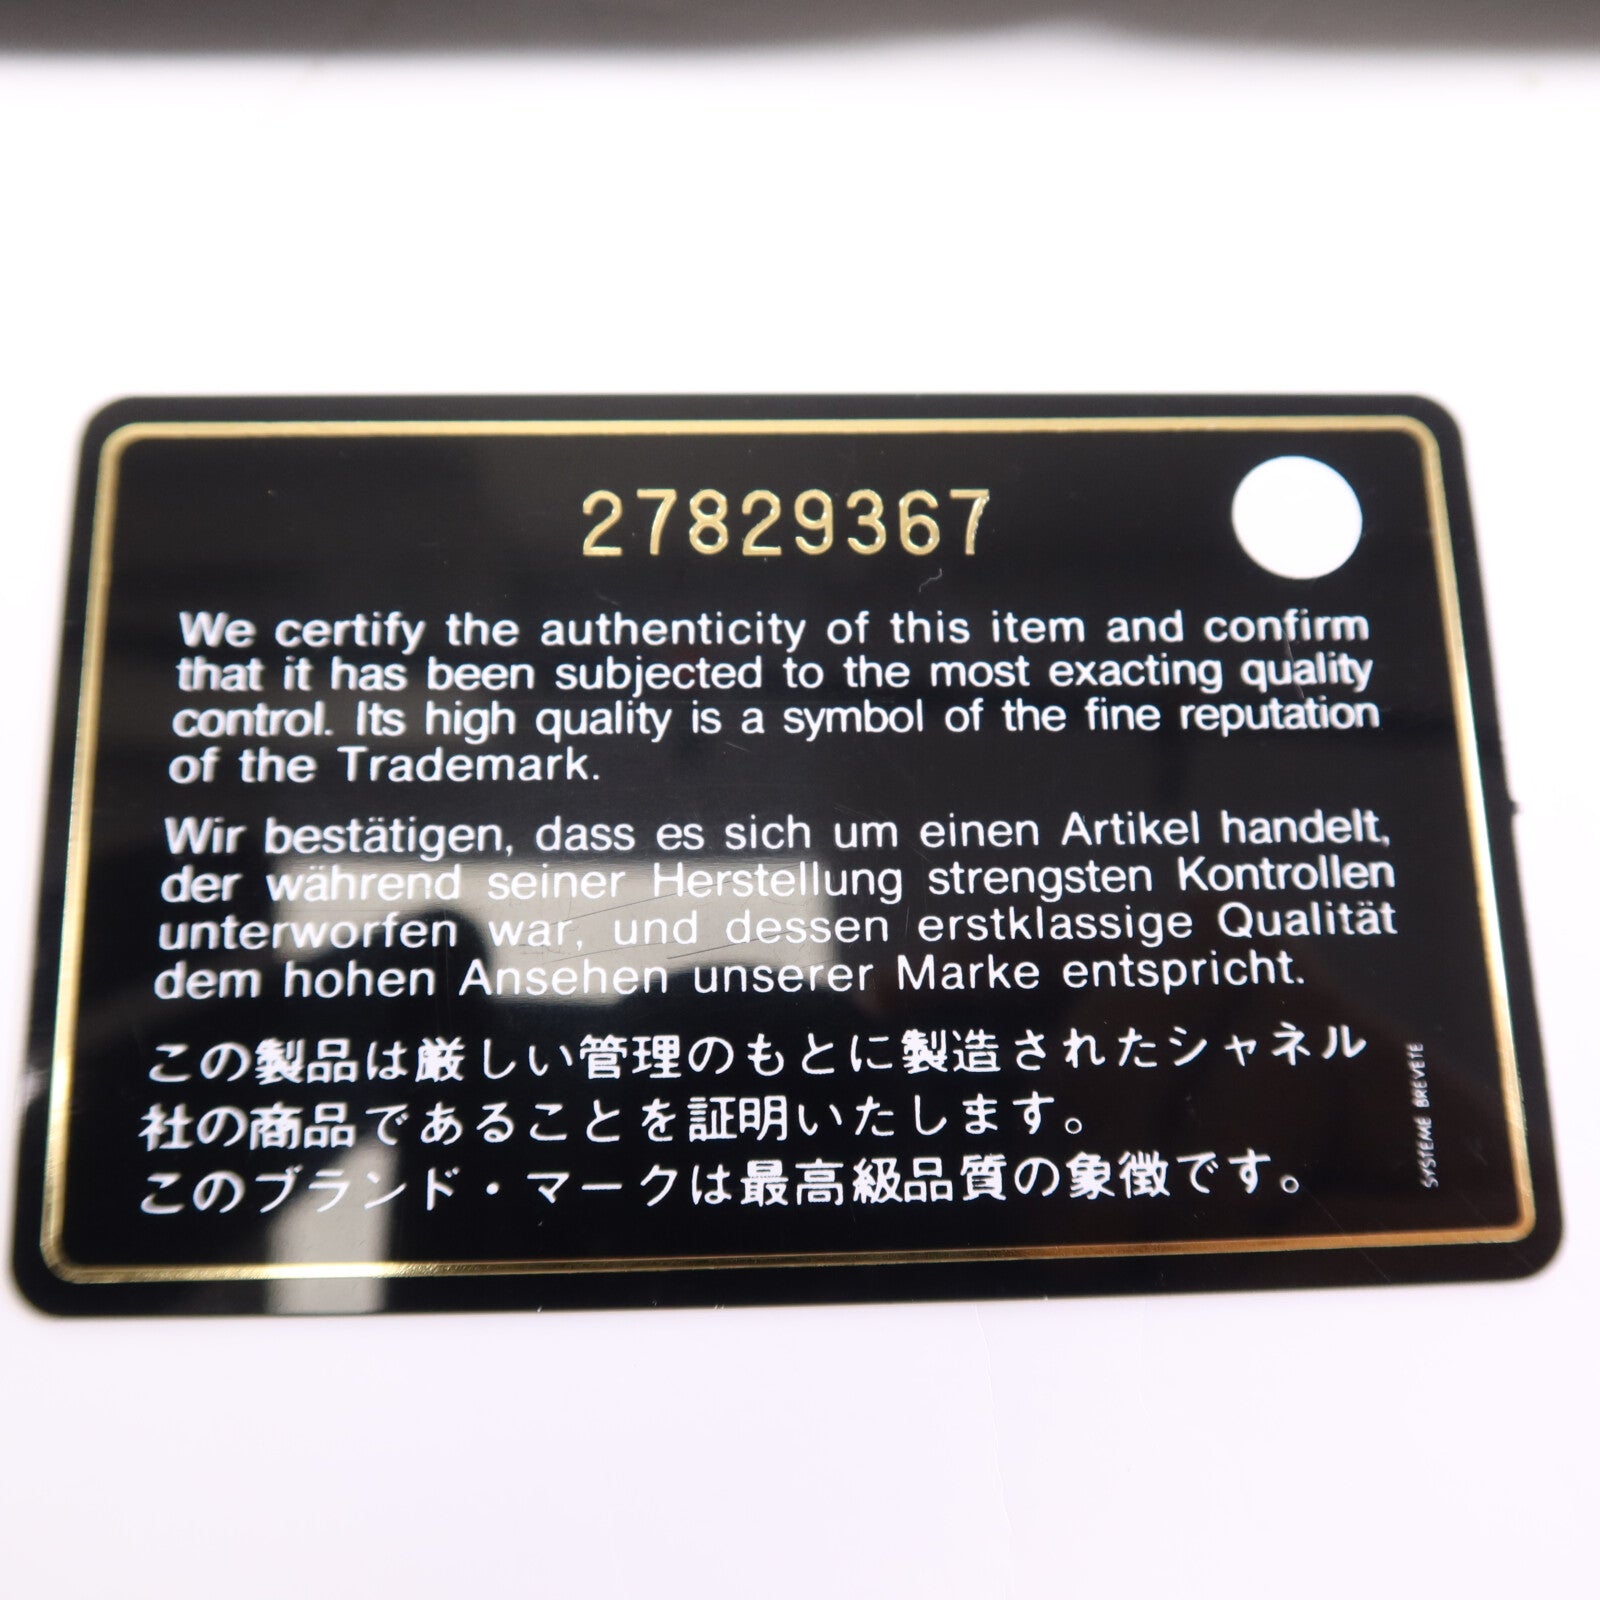 27829367
We certify the authenticity of this item and confirm
that it has been subjected to the most exacting quality
control. Its high quality is a symbol of the fine reputation
of the Trademark.
Wir bestätigen, dass es sich um einen Artikel handelt,
der während seiner Herstellung strengsten Kontrollen
unterworfen war, und dessen erstklassige Qualität
dem hohen Ansehen unserer Marke entspricht.
この製品は厳しい管理のもとに製造されたシャネル
社の商品であることを証明いたします。
このブランド・マークは最高級品質の象徴です。
SYSTEME BREVETE